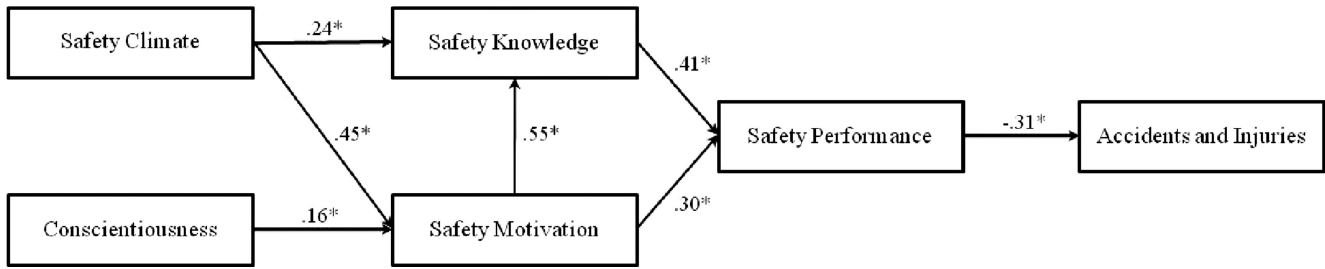 Safety Climate
.24*
Safety Knowledge
.41*
.45*
.55*
Safety Performance
-.31*
Accidents and Injuries
Conscientiousness
.16*
Safety Motivation
.30*